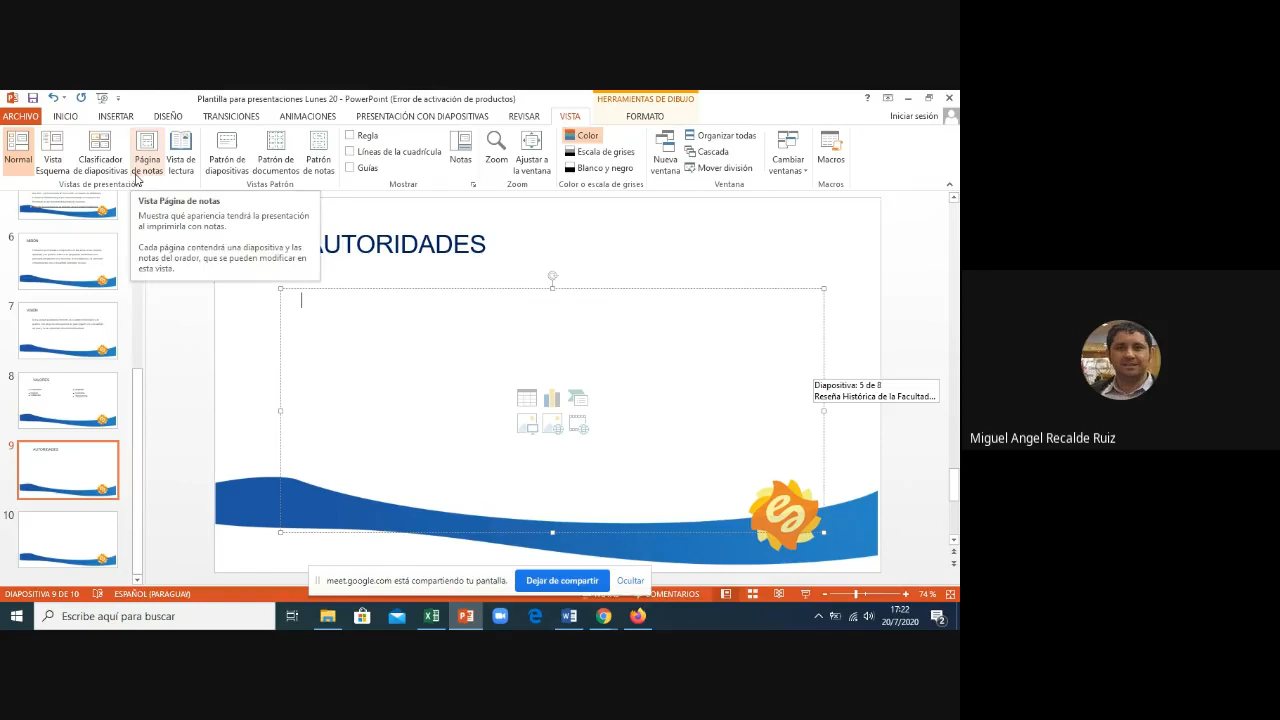 Plantilla para presentaciones Lunes 20 - PowerPoint (Error de activación de productos)
HERRAMIENTAS DE DIBUJO
?
ARCHIVO INICIO INSERTAR DISEÑO TRANSICIONES ANIMACIONES PRESENTACIÓN CON DIAPOSITIVAS REVISAR VISTA FORMATO Iniciar sesión
Normal
Vista
Esquema
Clasificador
de diapositivas
Página
de notas
Vista de
lectura
Vistas de presentación
Patrón de
diapositivas
Patrón de
documentos
Patrón
de notas
Vistas Patrón
Regla
Líneas de la cuadrícula
Guías
Mostrar
Notas
Zoom
Ajustar a
la ventana
Zoom
Color
Escala de grises
Blanco y negro
Color o escala de grises
Nueva
ventana
Organizar todas
Cascada
Mover división
Ventana
Cambiar
ventanas
Macros
Macros
Vista Página de notas
Muestra qué apariencia tendrá la presentación
al imprimirla con notas.
Cada página contendrá una diapositiva y las
notas del orador, que se pueden modificar en
esta vista.
6
7
8
VALORES
9
AUTORIDADES
10
AUTORIDADES
Diapositiva: 5 de 8
Reseña Histórica de la Facultad...
meet.google.com está compartiendo tu pantalla.
Dejar de compartir
Ocultar
DIAPOSITIVA 9 DE 10
ESPAÑOL (PARAGUAY)
COMENTARIOS
74 %
Escribe aquí para buscar
17:22
20/7/2020
2
Miguel Angel Recalde Ruiz